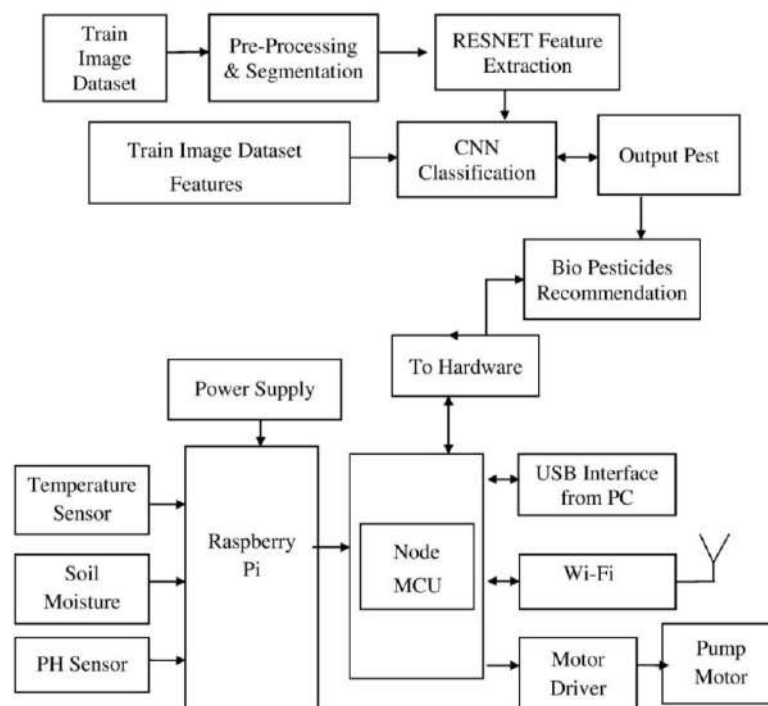 Train
Image
Dataset
Pre-Processing
& Segmentation
RESNET Feature
Extraction
Train Image Dataset
Features
CNN
Classification
Output Pest
Bio Pesticides
Recommendation
To Hardware
Power Supply
Temperature
Sensor
Soil
Moisture
PH Sensor
Raspberry
Pi
Node
MCU
USB Interface
from PC
Wi-Fi
Motor
Driver
Pump
Motor